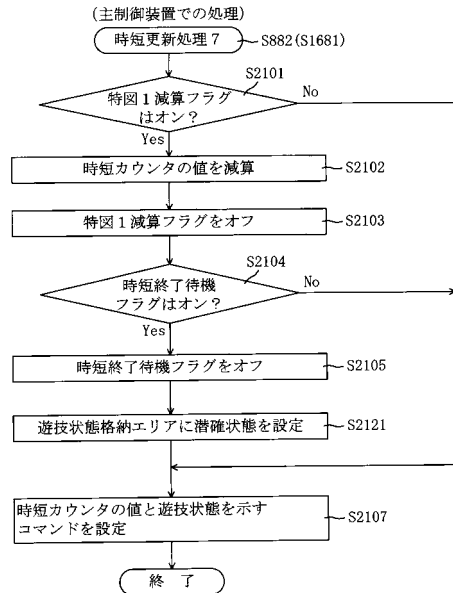 (主制御装置での処理)
時短更新処理7
S882(S1681)
S2101
特図1減算フラグ
はオン?
No
Yes
時短カウンタの値を減算
S2102
特図1減算フラグをオフ
S2103
S2104
時短終了待機
フラグはオン?
No
Yes
時短終了待機フラグをオフ
S2105
遊技状態格納エリアに潜確状態を設定
S2121
時短カウンタの値と遊技状態を示す
コマンドを設定
S2107
終 了